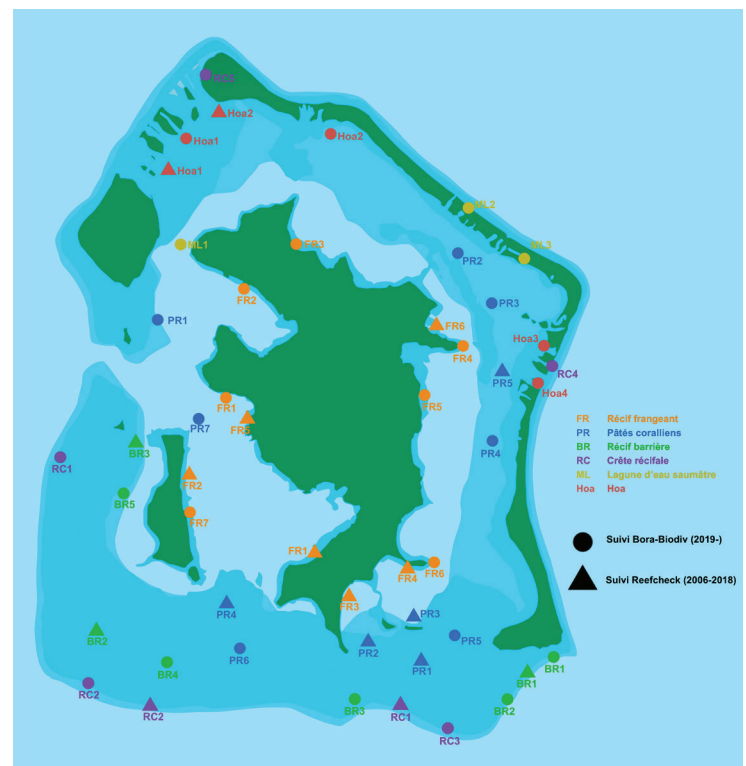 Hoa2
Hoa1
Hoa2
Hoa1
ML2
ML1
FR3
ML3
PR2
FR2
PR3
PR1
FR6
Hoa3
FR4
RC4
PR5
Hoa4
FR1
FR5
FR5
PR7
PR4
BR3
RC1
FR2
BR5
FR7
FR Récif frangeant
PR Pâtés coralliens
BR Récif barrière
RC Crête récifale
ML Lagune d'eau saumâtre
Hoa Hoa
Suivi Bora-Biodiv (2019-)
Suivi Reefcheck (2006-2018)
FR1
FR4
FR6
FR3
PR4
PR3
BR2
PR6
PR2
PR5
PR1
BR4
BR1
BR1
RC2
RC2
BR3
RC1
BR2
RC3